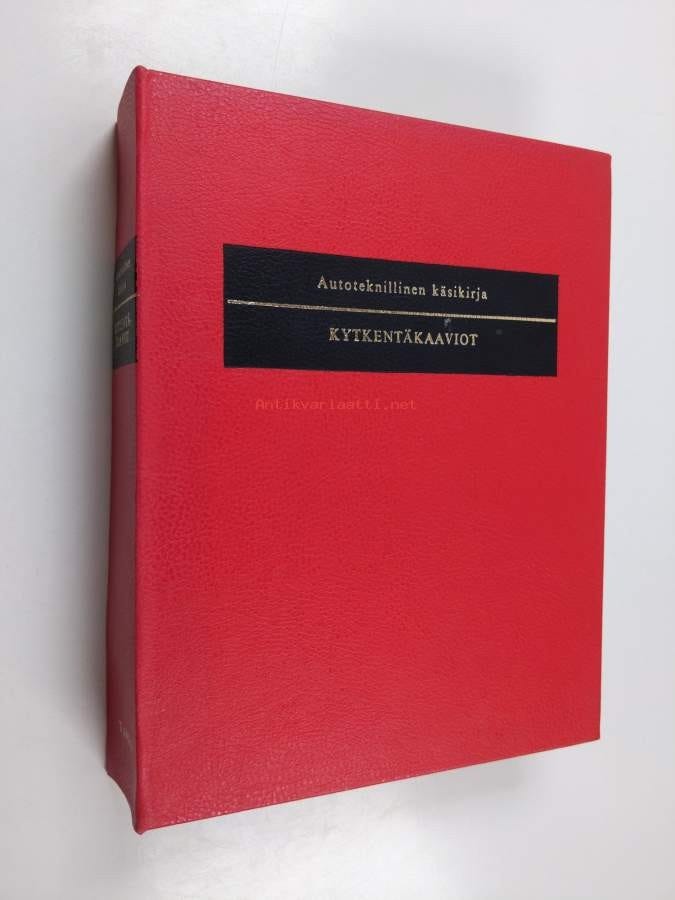 Autoteknillinen käsikirja
KYTKENTÄKAAVIOT
Antikvariaatti.net